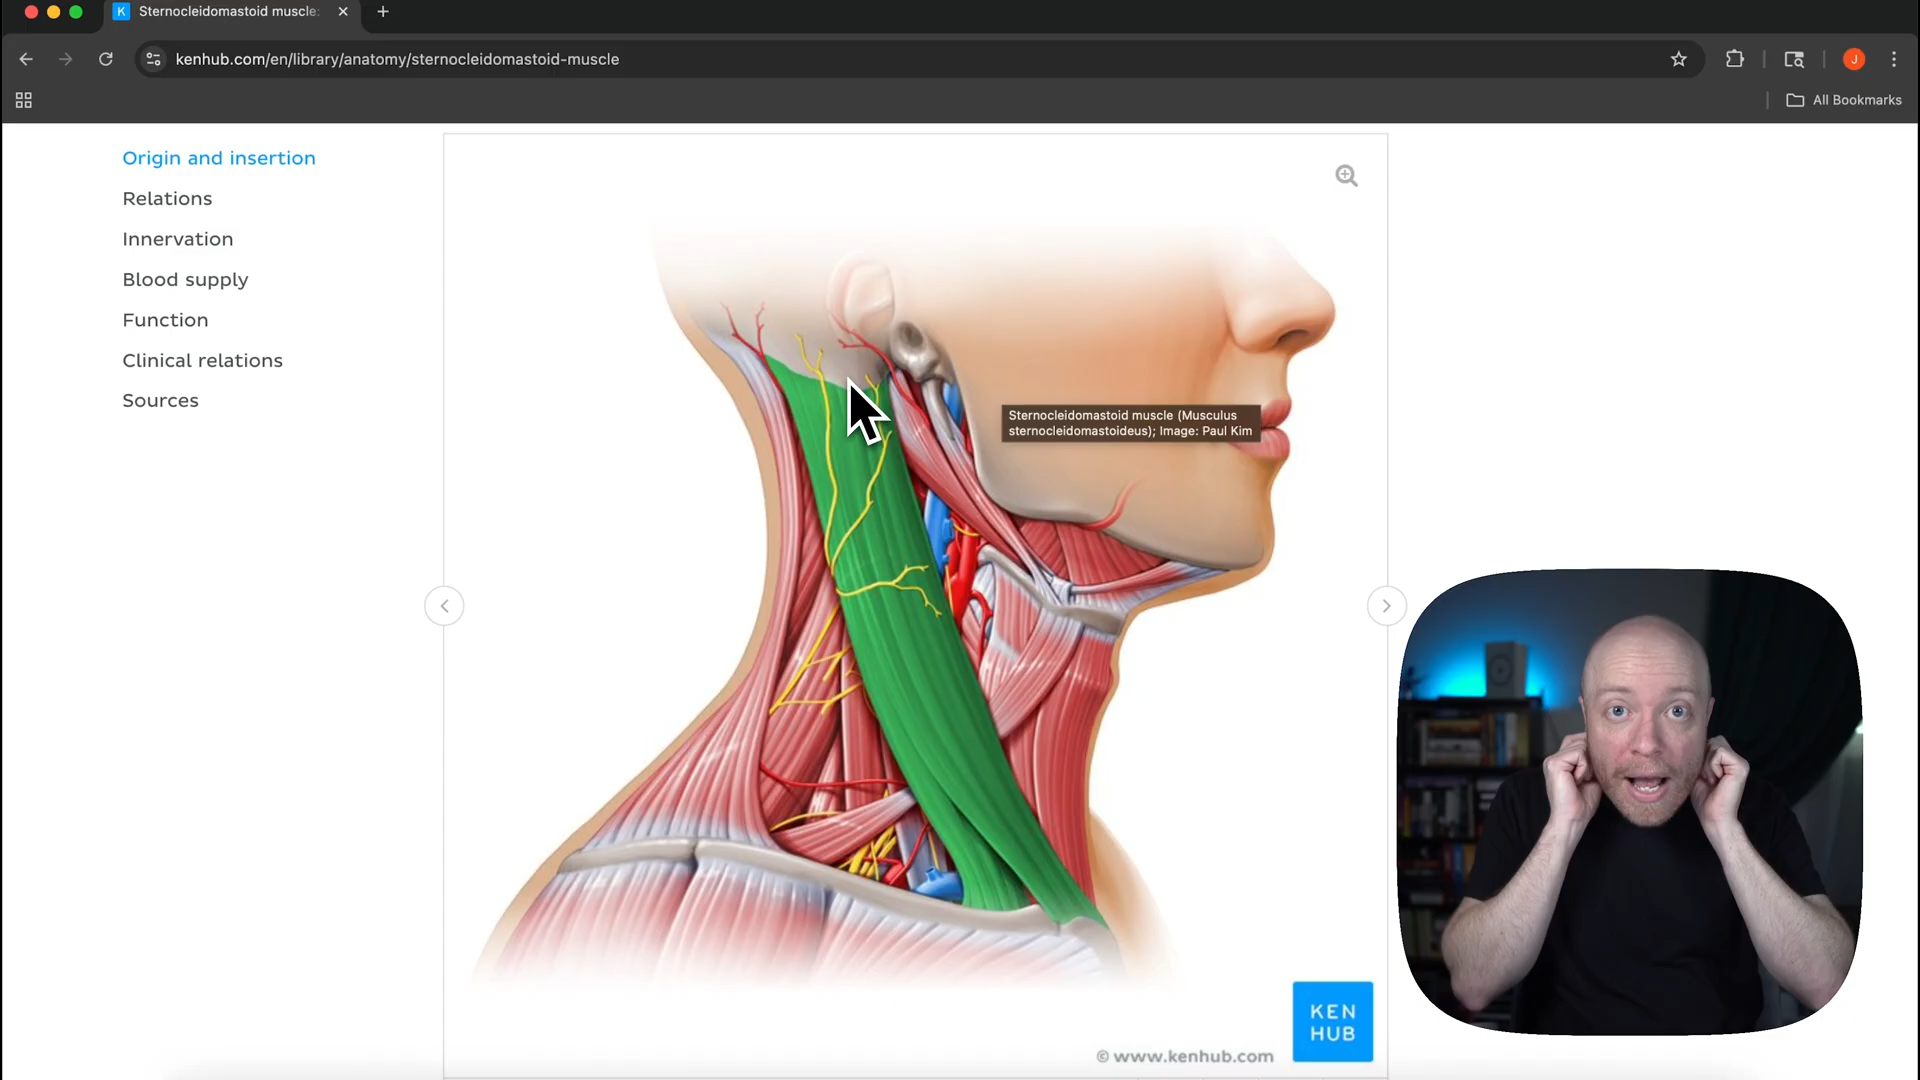 Sternocleidomastoid muscle:
kenhub.com/en/library/anatomy/sternocleidomastoid-muscle
J
All Bookmarks
Origin and insertion
Relations
Innervation
Blood supply
Function
Clinical relations
Sources
Sternocleidomastoid muscle (Musculus
sternocleidomastoideus); Image: Paul Kim
KEN
HUB
© www.kenhub.com